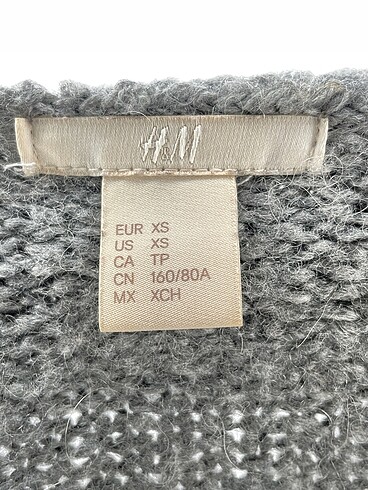 H&M
EUR XS
US XS
CA TP
CN 160/80A
MX XCH